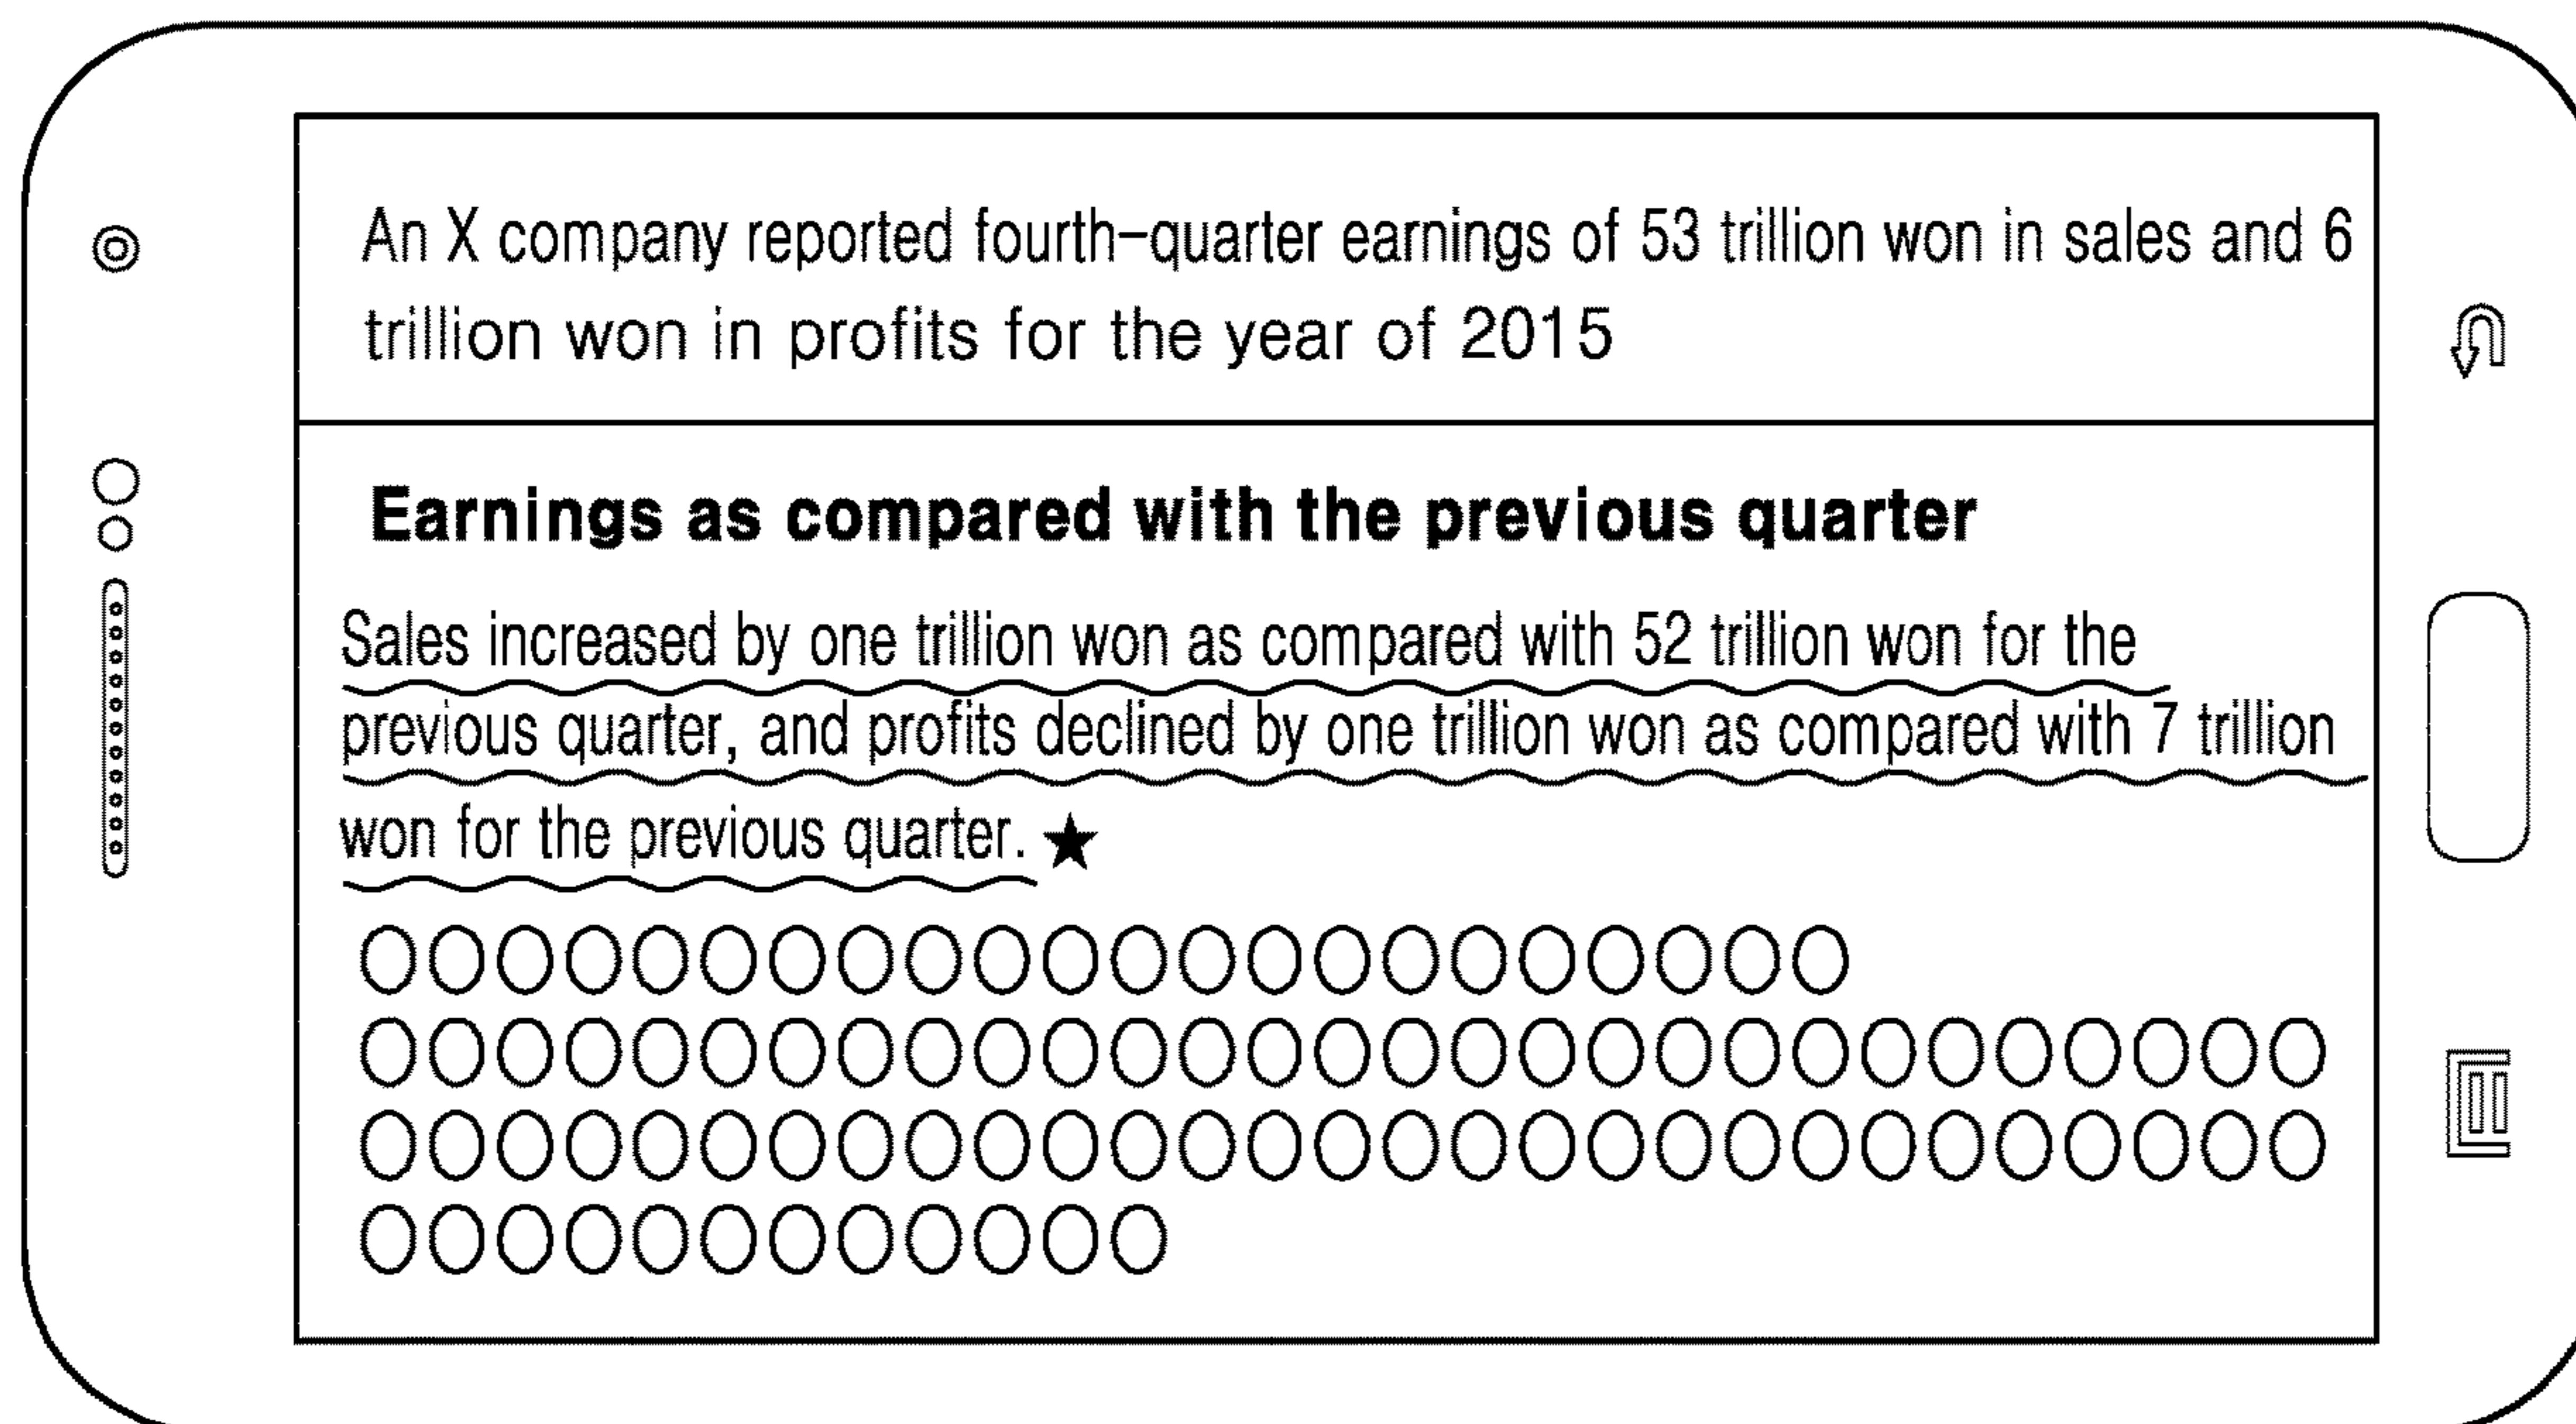 An X company reported fourth-quarter earnings of 53 trillion won in sales and 6
trillion won in profits for the year of 2015
Earnings as compared with the previous quarter
Sales increased by one trillion won as compared with 52 trillion won for the
previous quarter, and profits declined by one trillion won as compared with 7 trillion
won for the previous quarter. ★
○○○○○○○○○○○○○○○○○○○○○○
○○○○○○○○○○○○○○○○○○○○○○○○○○○○○
○○○○○○○○○○○○○○○○○○○○○○○○○○○○○
○○○○○○○○○○○○